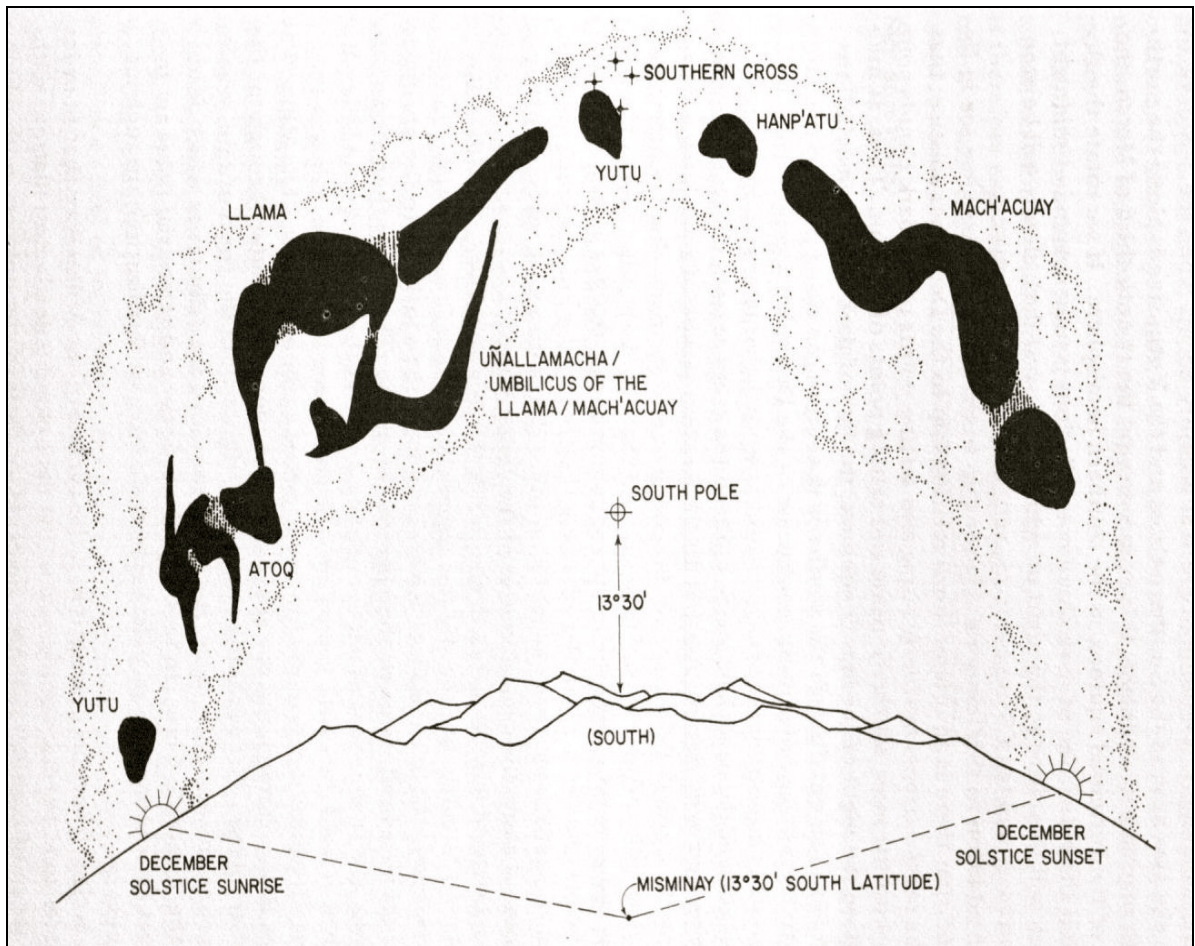 SOUTHERN CROSS
HANP'ATU
YUTU
LLAMA
MACH'ACUAY
UÑALLAMACHA /
UMBILICUS OF THE
LLAMA / MACH'ACUAY
SOUTH POLE
ATOQ
13°30'
YUTU
(SOUTH)
DECEMBER
SOLSTICE SUNRISE
DECEMBER
SOLSTICE SUNSET
MISMINAY (13°30' SOUTH LATITUDE)